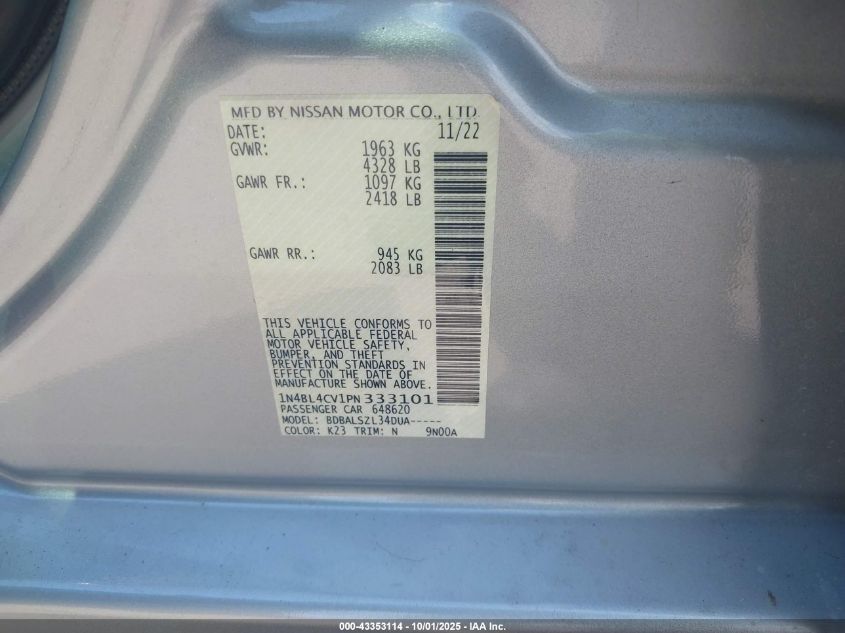 MFD BY NISSAN MOTOR CO., LTD.
DATE: 11/22
GVWR: 1963 KG
4328 LB
GAWR FR.: 1097 KG
2418 LB
GAWR RR.: 945 KG
2083 LB
THIS VEHICLE CONFORMS TO
ALL APPLICABLE FEDERAL
MOTOR VEHICLE SAFETY,
BUMPER, AND THEFT
PREVENTION STANDARDS IN
EFFECT ON THE DATE OF
MANUFACTURE SHOWN ABOVE.
1N4BL4CV1PN333101
PASSENGER CAR 648620
MODEL: BDBALSZL34DUA-----
COLOR: K23 TRIM: N 9N00A
000-43353114 - 10/01/2025 - IAA Inc.